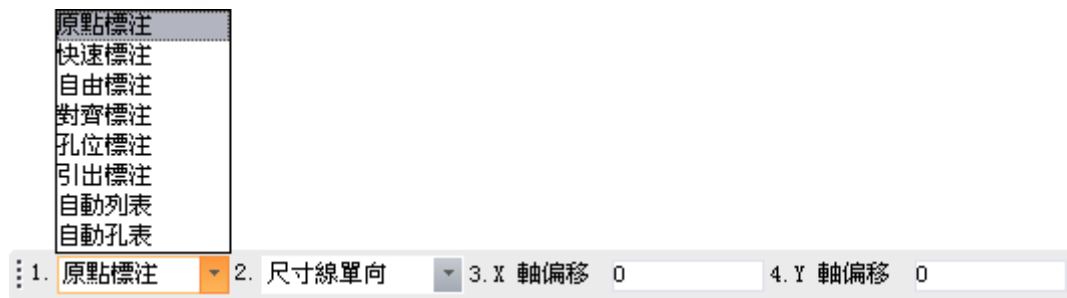 原點標注
快速標注
自由標注
對齊標注
孔位標注
引出標注
自動列表
自動孔表
1. 原點標注 2. 尺寸線單向 3.X 軸偏移 0 4.Y 軸偏移 0